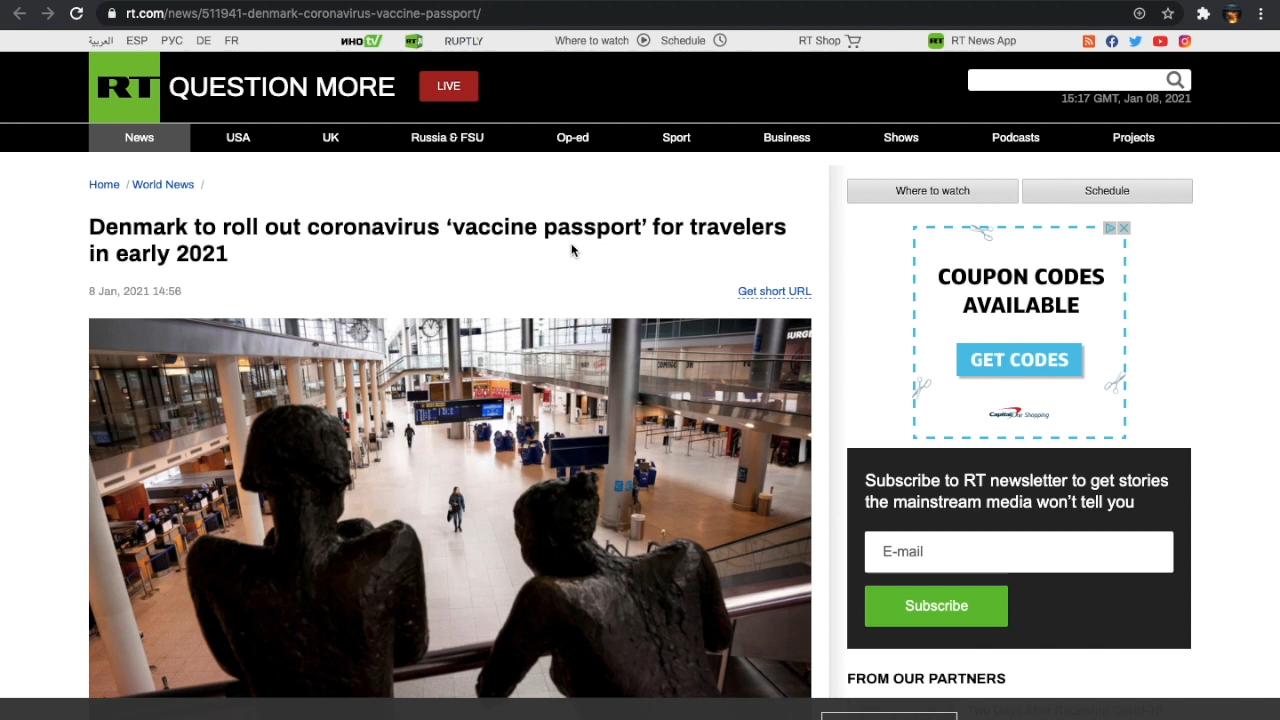 rt.com/news/511941-denmark-coronavirus-vaccine-passport/
العربية ESP РУС DE FR ИНОTV RT RUPTLY Where to watch Schedule RT Shop RT RT News App
RT QUESTION MORE LIVE
15:17 GMT, Jan 08, 2021
News USA UK Russia & FSU Op-ed Sport Business Shows Podcasts Projects
Home / World News /
Denmark to roll out coronavirus ‘vaccine passport’ for travelers
in early 2021
8 Jan, 2021 14:56 Get short URL
Where to watch Schedule
COUPON CODES
AVAILABLE
GET CODES
Capital One Shopping
Subscribe to RT newsletter to get stories
the mainstream media won’t tell you
E-mail
Subscribe
FROM OUR PARTNERS